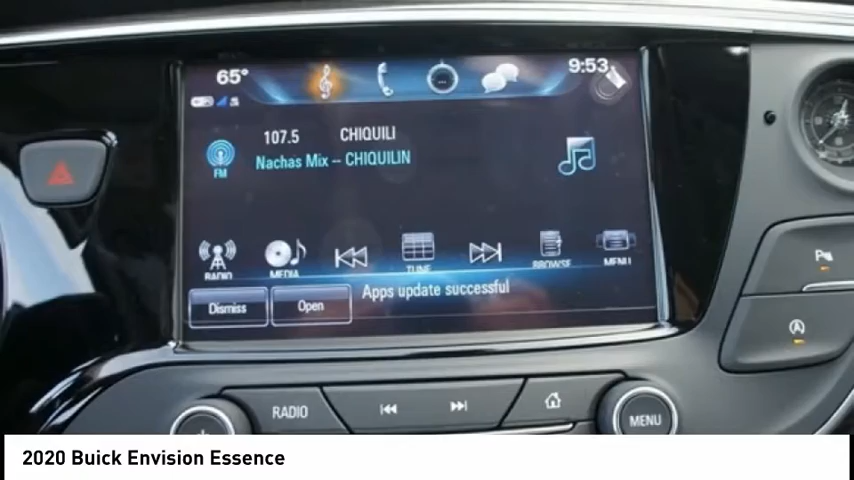 65°
9:53
107.5 CHIQUILI
Nachas Mix -- CHIQUILIN
FM
RADIO MEDIA TUNE BROWSE MENU
Dismiss Open Apps update successful
RADIO MENU
2020 Buick Envision Essence